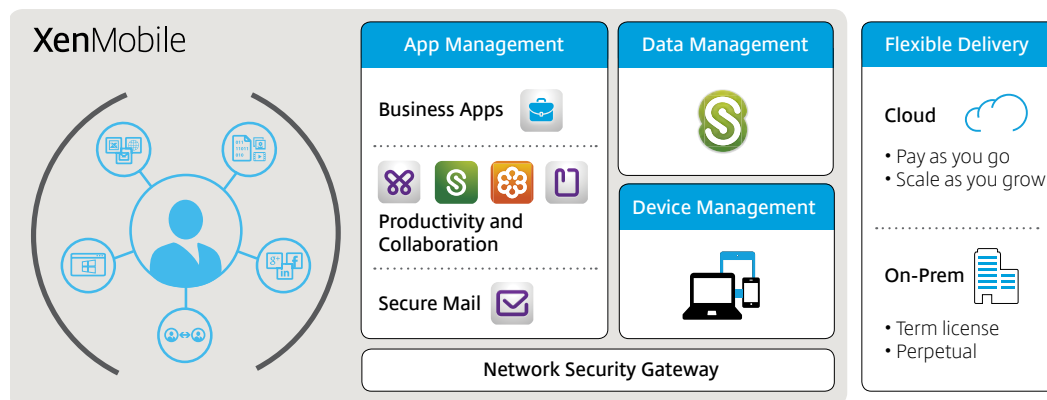 XenMobile
App Management
Business Apps
Productivity and
Collaboration
Secure Mail
Data Management
Device Management
Network Security Gateway
Flexible Delivery
Cloud
• Pay as you go
• Scale as you grow
On-Prem
• Term license
• Perpetual